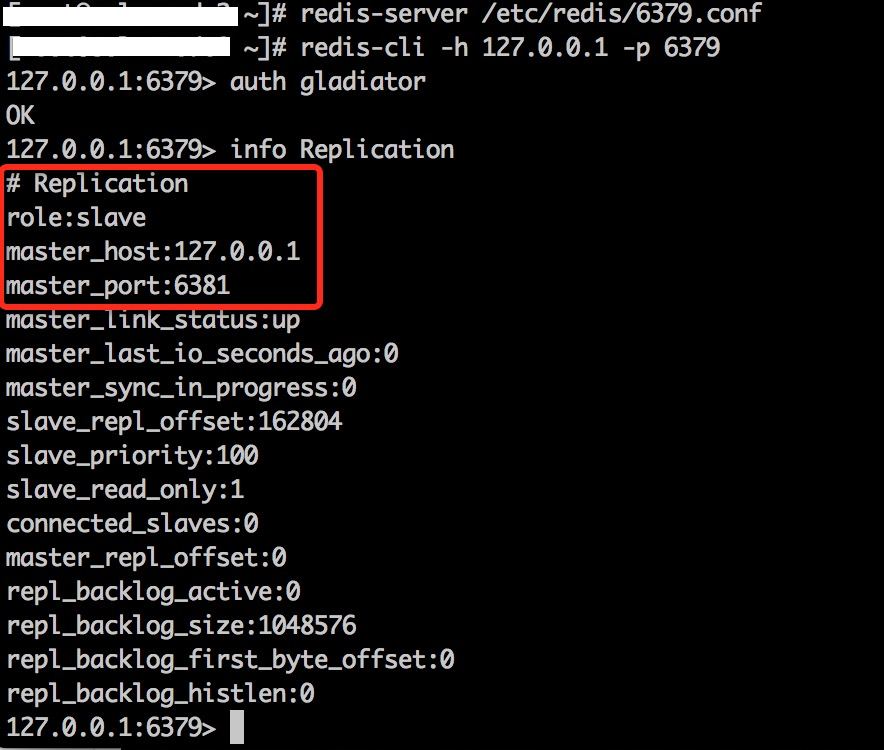 ~]# redis-server /etc/redis/6379.conf
[ ~]# redis-cli -h 127.0.0.1 -p 6379
127.0.0.1:6379> auth gladiator
OK
127.0.0.1:6379> info Replication
# Replication
role:slave
master_host:127.0.0.1
master_port:6381
master_link_status:up
master_last_io_seconds_ago:0
master_sync_in_progress:0
slave_repl_offset:162804
slave_priority:100
slave_read_only:1
connected_slaves:0
master_repl_offset:0
repl_backlog_active:0
repl_backlog_size:1048576
repl_backlog_first_byte_offset:0
repl_backlog_histlen:0
127.0.0.1:6379>